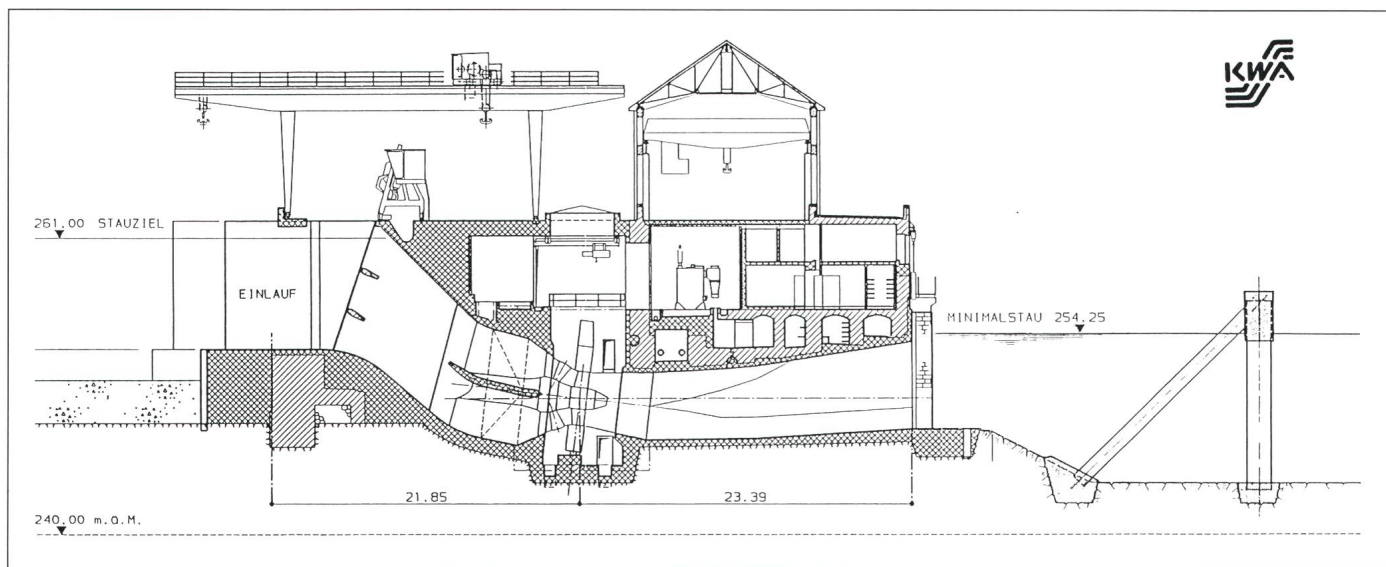 KWA
261.00 STAUZIEL
EINLAUF
MINIMALSTAU 254.25
21.85
23.39
240.00 m.ü.M.